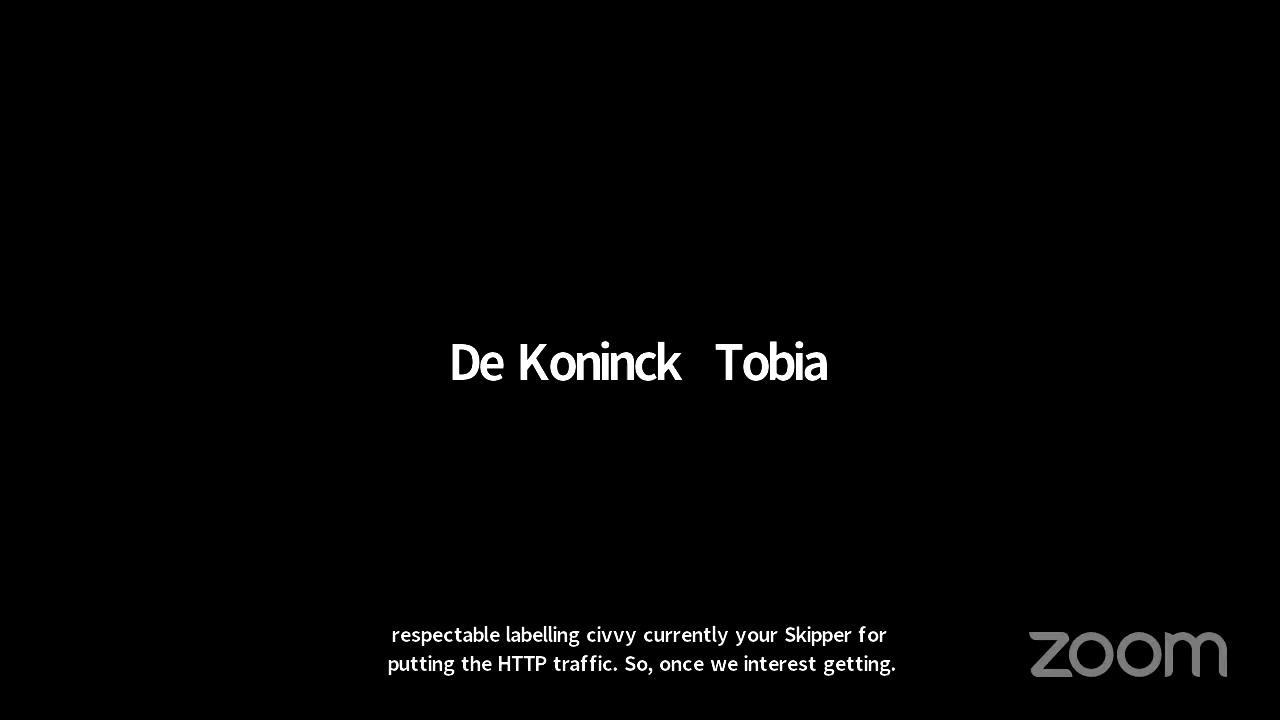 De Koninck Tobia
respectable labelling civvy currently your Skipper for
putting the HTTP traffic. So, once we interest getting.
zoom